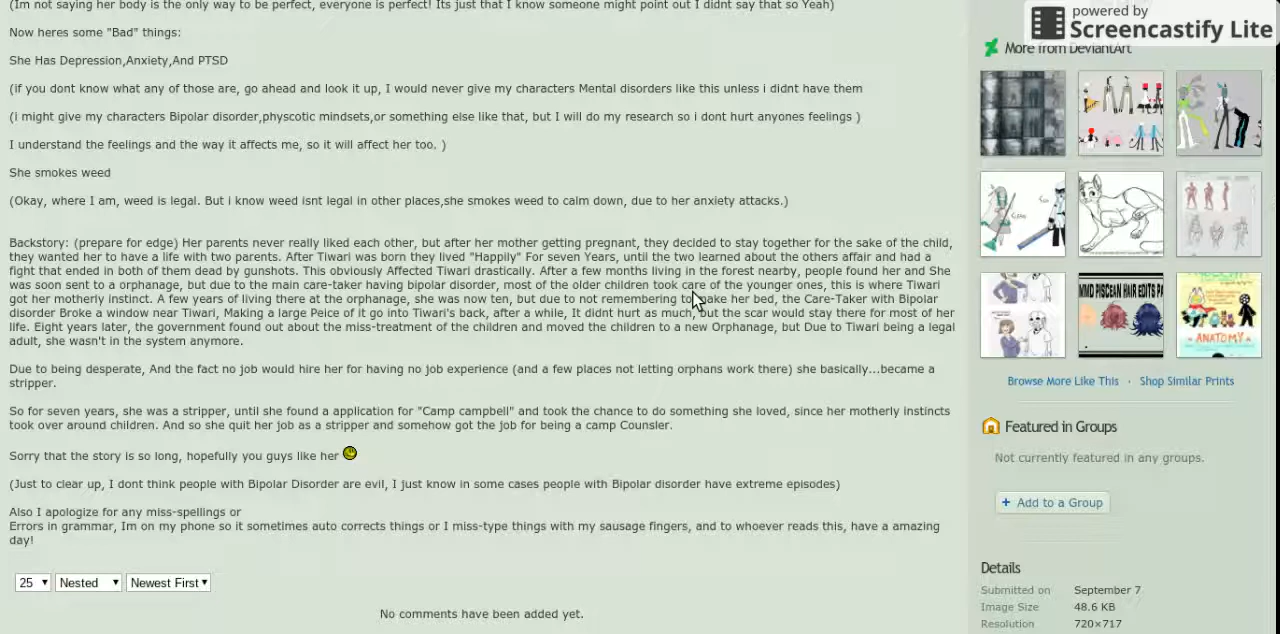 (Im not saying her body is the only way to be perfect, everyone is perfect! Its just that I know someone might point out I didnt say that so Yeah)
Now heres some "Bad" things:
She Has Depression,Anxiety,And PTSD
(if you dont know what any of those are, go ahead and look it up, I would never give my characters Mental disorders like this unless i didnt have them
(i might give my characters Bipolar disorder,physcotic mindsets,or something else like that, but I will do my research so i dont hurt anyones feelings )
I understand the feelings and the way it affects me, so it will affect her too. )
She smokes weed
(Okay, where I am, weed is legal. But i know weed isnt legal in other places,she smokes weed to calm down, due to her anxiety attacks.)
Backstory: (prepare for edge) Her parents never really liked each other, but after her mother getting pregnant, they decided to stay together for the sake of the child,
they wanted her to have a life with two parents. After Tiwari was born they lived "Happily" For seven Years, until the two learned about the others affair and had a
fight that ended in both of them dead by gunshots. This obviously Affected Tiwari drastically. After a few months living in the forest nearby, people found her and She
was soon sent to a orphanage, but due to the main care-taker having bipolar disorder, most of the older children took care of the younger ones, this is where Tiwari
got her motherly instinct. A few years of living there at the orphanage, she was now ten, but due to not remembering to make her bed, the Care-Taker with Bipolar
disorder Broke a window near Tiwari, Making a large Peice of it go into Tiwari's back, after a while, It didnt hurt as much, but the scar would stay there for most of her
life. Eight years later, the government found out about the miss-treatment of the children and moved the children to a new Orphanage, but Due to Tiwari being a legal
adult, she wasn't in the system anymore.
Due to being desperate, And the fact no job would hire her for having no job experience (and a few places not letting orphans work there) she basically...became a
stripper.
So for seven years, she was a stripper, until she found a application for "Camp campbell" and took the chance to do something she loved, since her motherly instincts
took over around children. And so she quit her job as a stripper and somehow got the job for being a camp Counsler.
Sorry that the story is so long, hopefully you guys like her
(Just to clear up, I dont think people with Bipolar Disorder are evil, I just know in some cases people with Bipolar disorder have extreme episodes)
Also I apologize for any miss-spellings or
Errors in grammar, Im on my phone so it sometimes auto corrects things or I miss-type things with my sausage fingers, and to whoever reads this, have a amazing
day!
25 Nested Newest First
No comments have been added yet.
powered by
Screencastify Lite
More from DeviantArt
MMD PISCEAN HAIR EDITS
ANATOMY
Browse More Like This · Shop Similar Prints
Featured in Groups
Not currently featured in any groups.
+ Add to a Group
Details
Submitted on September 7
Image Size 48.6 KB
Resolution 720×717